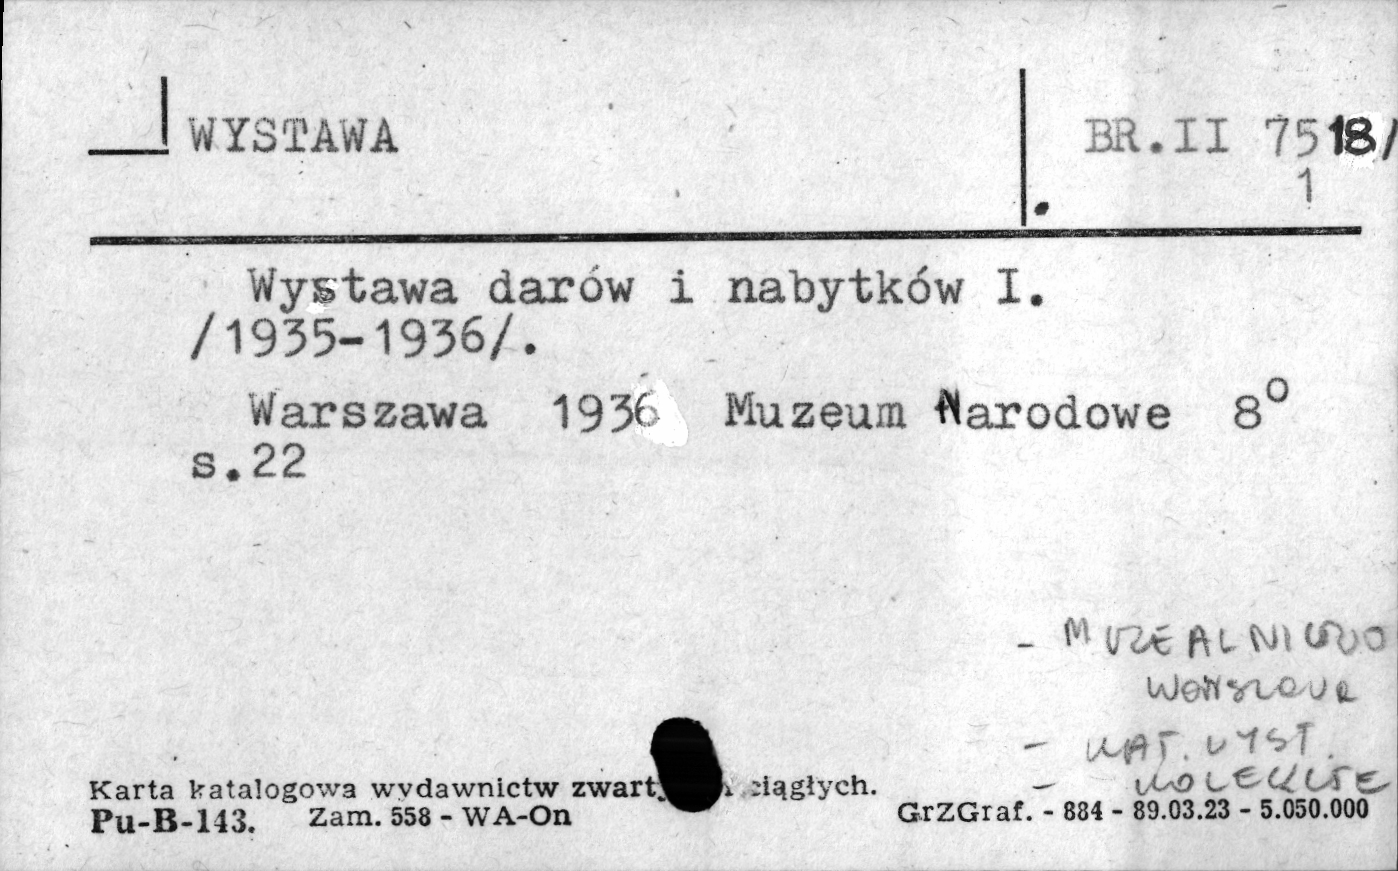 WYSTAWA
BR.II 7518/
1
Wystawa darów i nabytków I.
/1935-1936/.
Warszawa 1936 Muzeum Narodowe 8°
s.22
- MUZEALNICTWO
Warszawa
- KAT. WYST.
- KOLEKCJE
Karta katalogowa wydawnictw ciągłych.
Pu-B-143. Zam. 558 - WA-On
GrZGraf. - 884 - 89.03.23 - 5.050.000